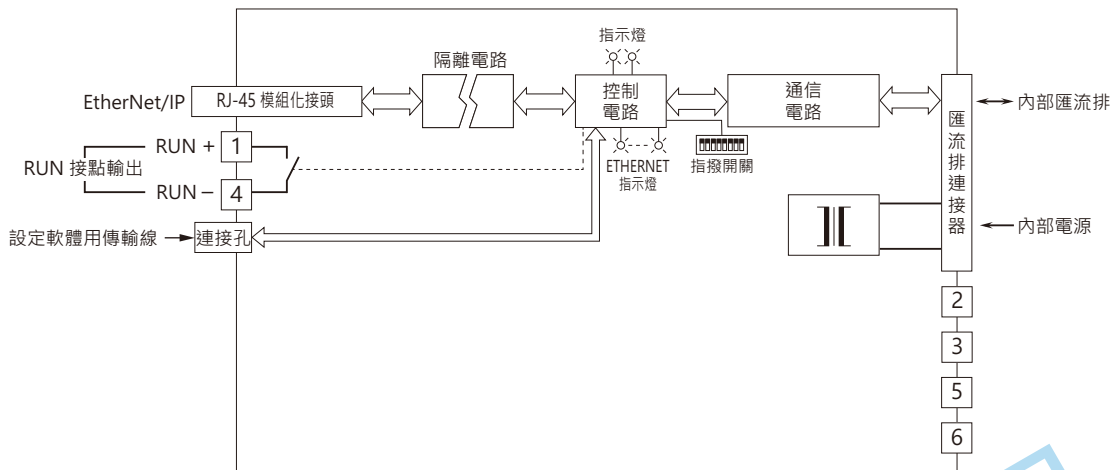 指示燈
隔離電路
EtherNet/IP
RJ-45 模組化接頭
控制
電路
通信
電路
匯流排連接器
內部匯流排
RUN +
1
RUN 接點輸出
RUN −
4
ETHERNET
指示燈
指撥開關
設定軟體用傳輸線
連接孔
內部電源
2
3
5
6